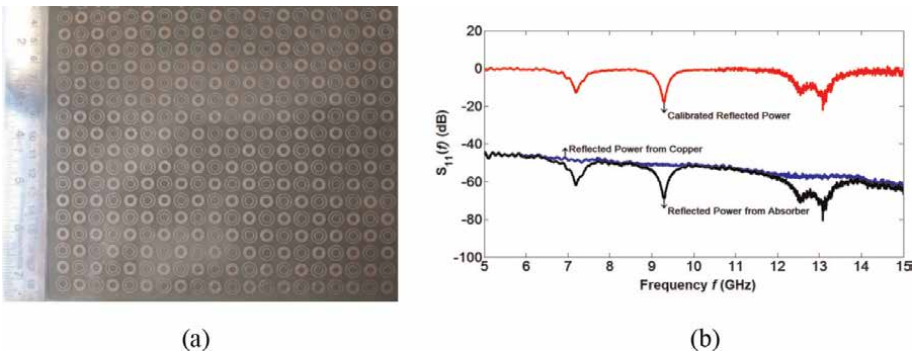 20
0
-20
-40
-60
-80
-100
S11(f) (dB)
Calibrated Reflected Power
Reflected Power from Copper
Reflected Power from Absorber
5 6 7 8 9 10 11 12 13 14 15
Frequency f (GHz)
(a)
(b)